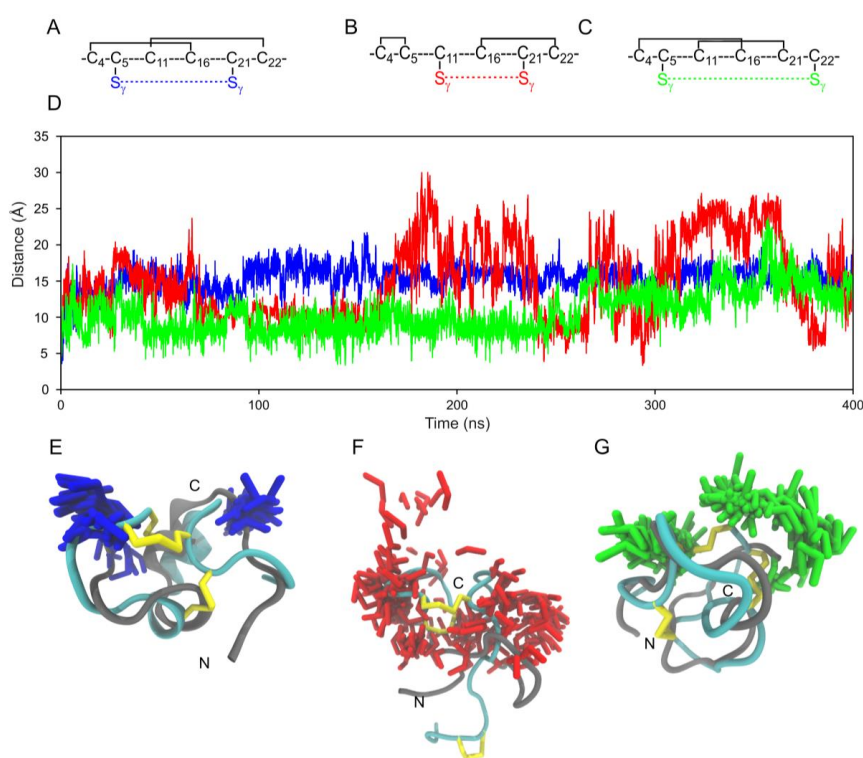 A
B
C
-C4-C5---C11---C16---C21-C22--
Sγ Sγ
-C4-C5---C11---C16---C21-C22--
Sγ Sγ
-C4-C5---C11---C16---C21-C22--
Sγ Sγ
D
Distance (Å)
35
30
25
20
15
10
5
0
0 100 200 300 400
Time (ns)
E
F
G
C
N
C
N
C
N